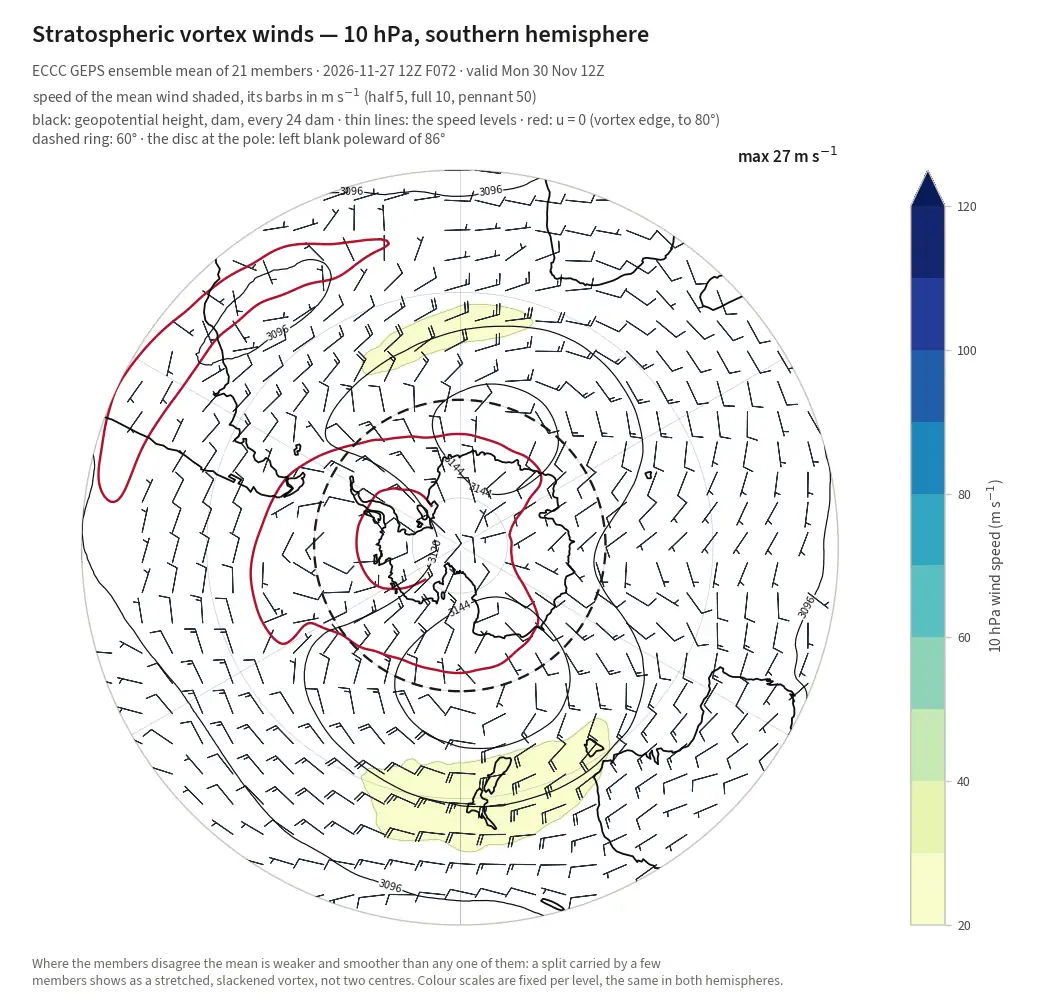 Stratospheric vortex winds — 10 hPa, southern hemisphere
ECCC GEPS ensemble mean of 21 members · 2026-11-27 12Z F072 · valid Mon 30 Nov 12Z
speed of the mean wind shaded, its barbs in m s⁻¹ (half 5, full 10, pennant 50)
black: geopotential height, dam, every 24 dam · thin lines: the speed levels · red: u = 0 (vortex edge, to 80°)
dashed ring: 60° · the disc at the pole: left blank poleward of 86°
max 27 m s⁻¹
3096
3096
3096
3144
3144
3120
3144
3096
3096
120
100
80
60
40
20
10 hPa wind speed (m s⁻¹)
Where the members disagree the mean is weaker and smoother than any one of them: a split carried by a few
members shows as a stretched, slackened vortex, not two centres. Colour scales are fixed per level, the same in both hemispheres.